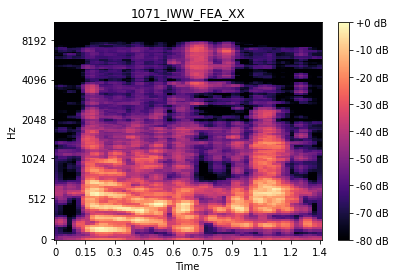 1071_IWW_FEA_XX
+0 dB
8192
-10 dB
4096
-20 dB
-30 dB
2048
-40 dB
Hz
1024
-50 dB
512
-60 dB
-70 dB
0
-80 dB
0 0.15 0.3 0.45 0.6 0.75 0.9 1.1 1.2 1.4
Time